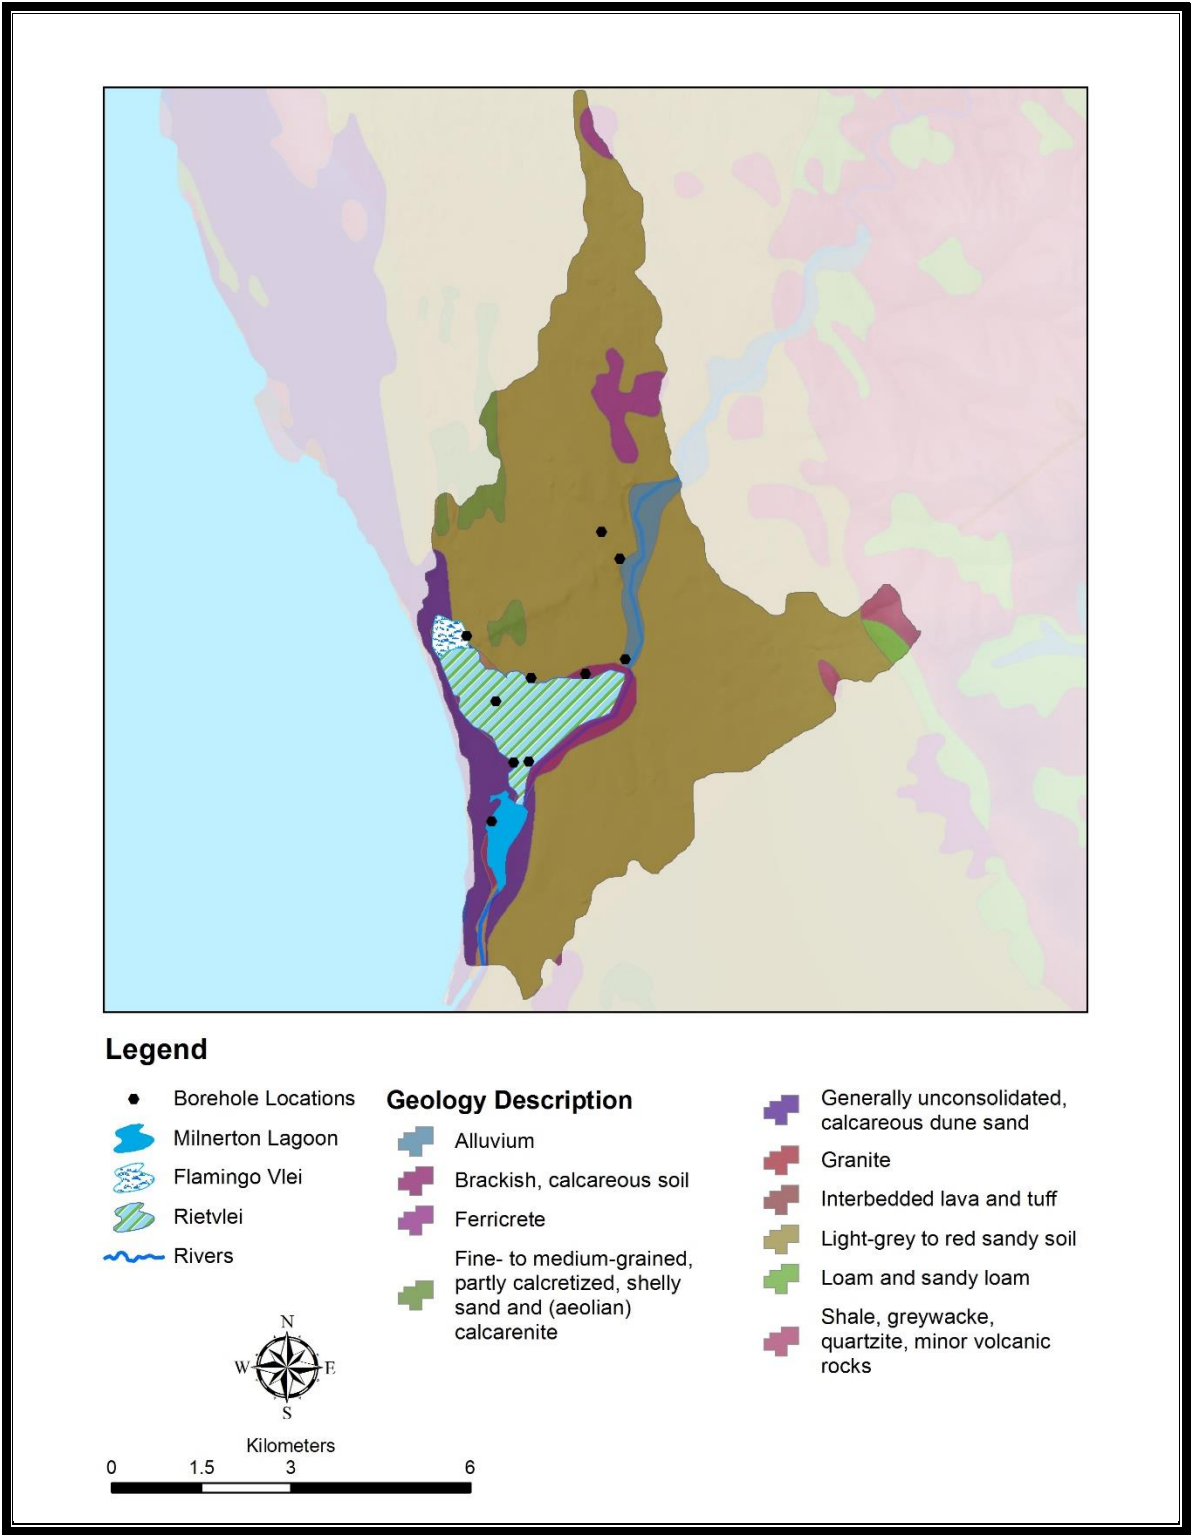 Legend
Borehole Locations
Milnerton Lagoon
Flamingo Vlei
Rietvlei
Rivers
Geology Description
Alluvium
Brackish, calcareous soil
Ferricrete
Fine- to medium-grained,
partly calcretized, shelly
sand and (aeolian)
calcarenite
Generally unconsolidated,
calcareous dune sand
Granite
Interbedded lava and tuff
Light-grey to red sandy soil
Loam and sandy loam
Shale, greywacke,
quartzite, minor volcanic
rocks
N
W E
S
Kilometers
0 1.5 3 6